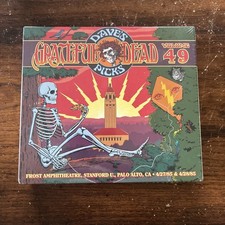 DAVE'S
GRATEFUL DEAD
PICKS
VOLUME
49
FROST AMPHITHEATRE, STANFORD U., PALO ALTO, CA • 4/27/85 & 4/28/85